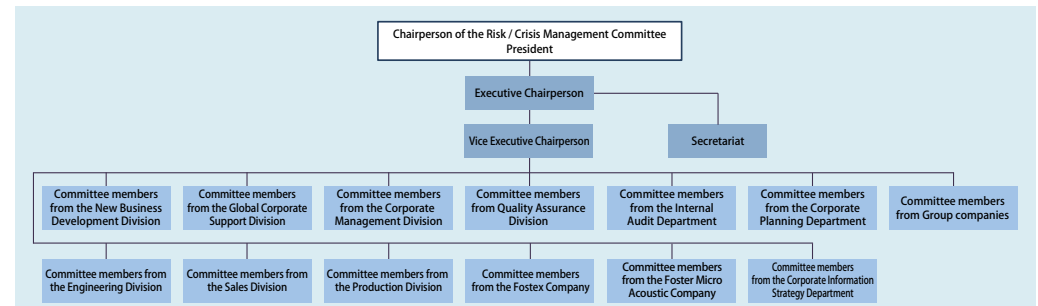 Chairperson of the Risk / Crisis Management Committee
President
Executive Chairperson
Vice Executive Chairperson
Secretariat
Committee members
from the New Business
Development Division
Committee members
from the Global Corporate
Support Division
Committee members
from the Corporate
Management Division
Committee members
from Quality Assurance
Division
Committee members
from the Internal
Audit Department
Committee members
from the Corporate
Planning Department
Committee members
from Group companies
Committee members from
the Engineering Division
Committee members from
the Sales Division
Committee members from
the Production Division
Committee members
from the Fostex Company
Committee members
from the Foster Micro
Acoustic Company
Committee members
from the Corporate Information
Strategy Department